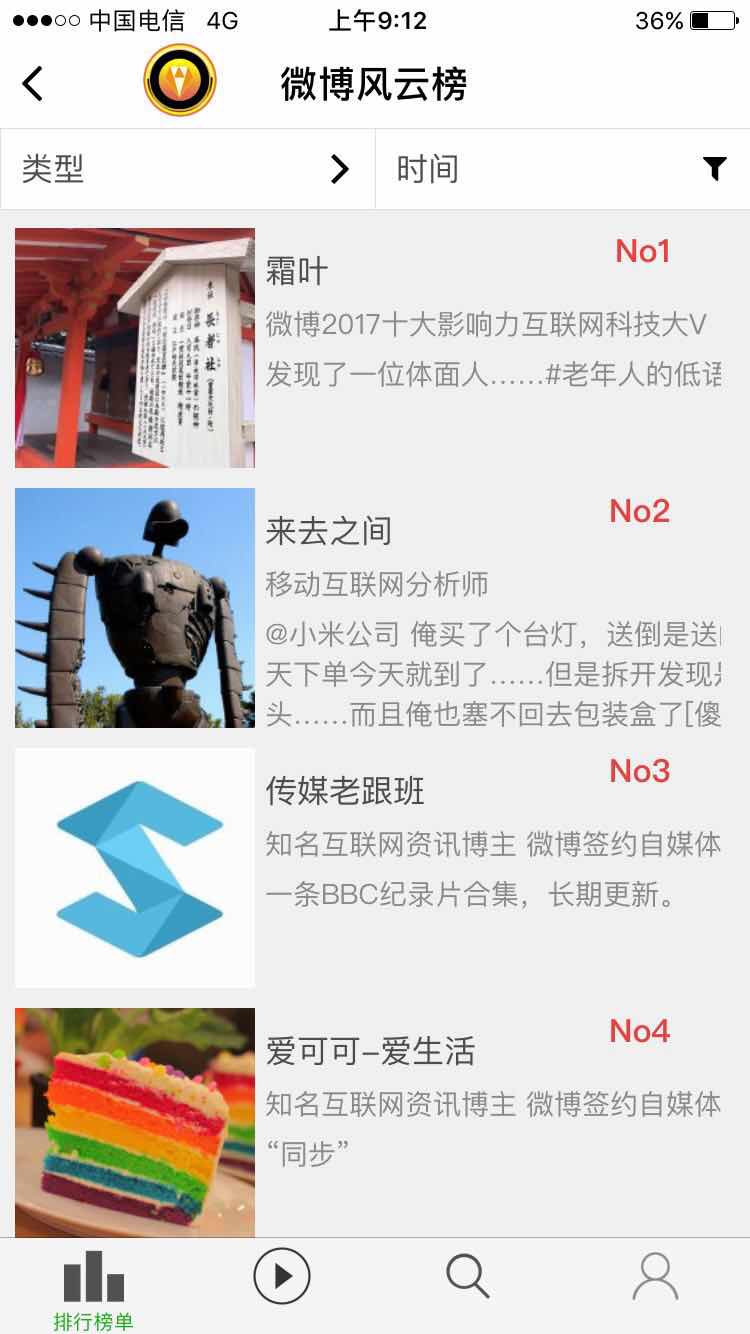 中国电信 4G 上午9:12 36%
微博风云榜
类型
时间
No1
霜叶
微博2017十大影响力互联网科技大V
发现了一位体面人……#老年人的低语
长者社
No2
来去之间
移动互联网分析师
@小米公司 俺买了个台灯，送倒是送
天下单今天就到了……但是拆开发现
头……而且俺也塞不回去包装盒了[傻
No3
传媒老跟班
知名互联网资讯博主 微博签约自媒体
一条BBC纪录片合集，长期更新。
No4
爱可可-爱生活
知名互联网资讯博主 微博签约自媒体
“同步”
排行榜单